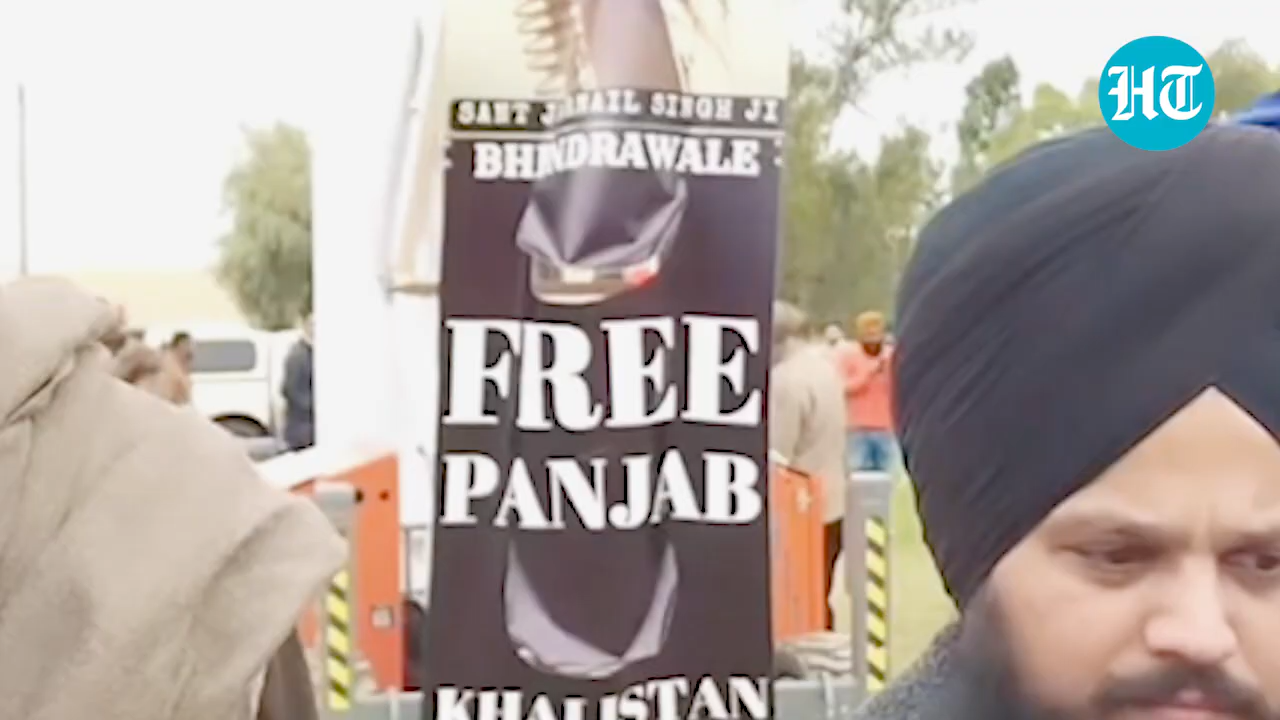 HT
SANT JARNAIL SINGH JI
BHINDRAWALE
FREE
PANJAB
KHALISTAN